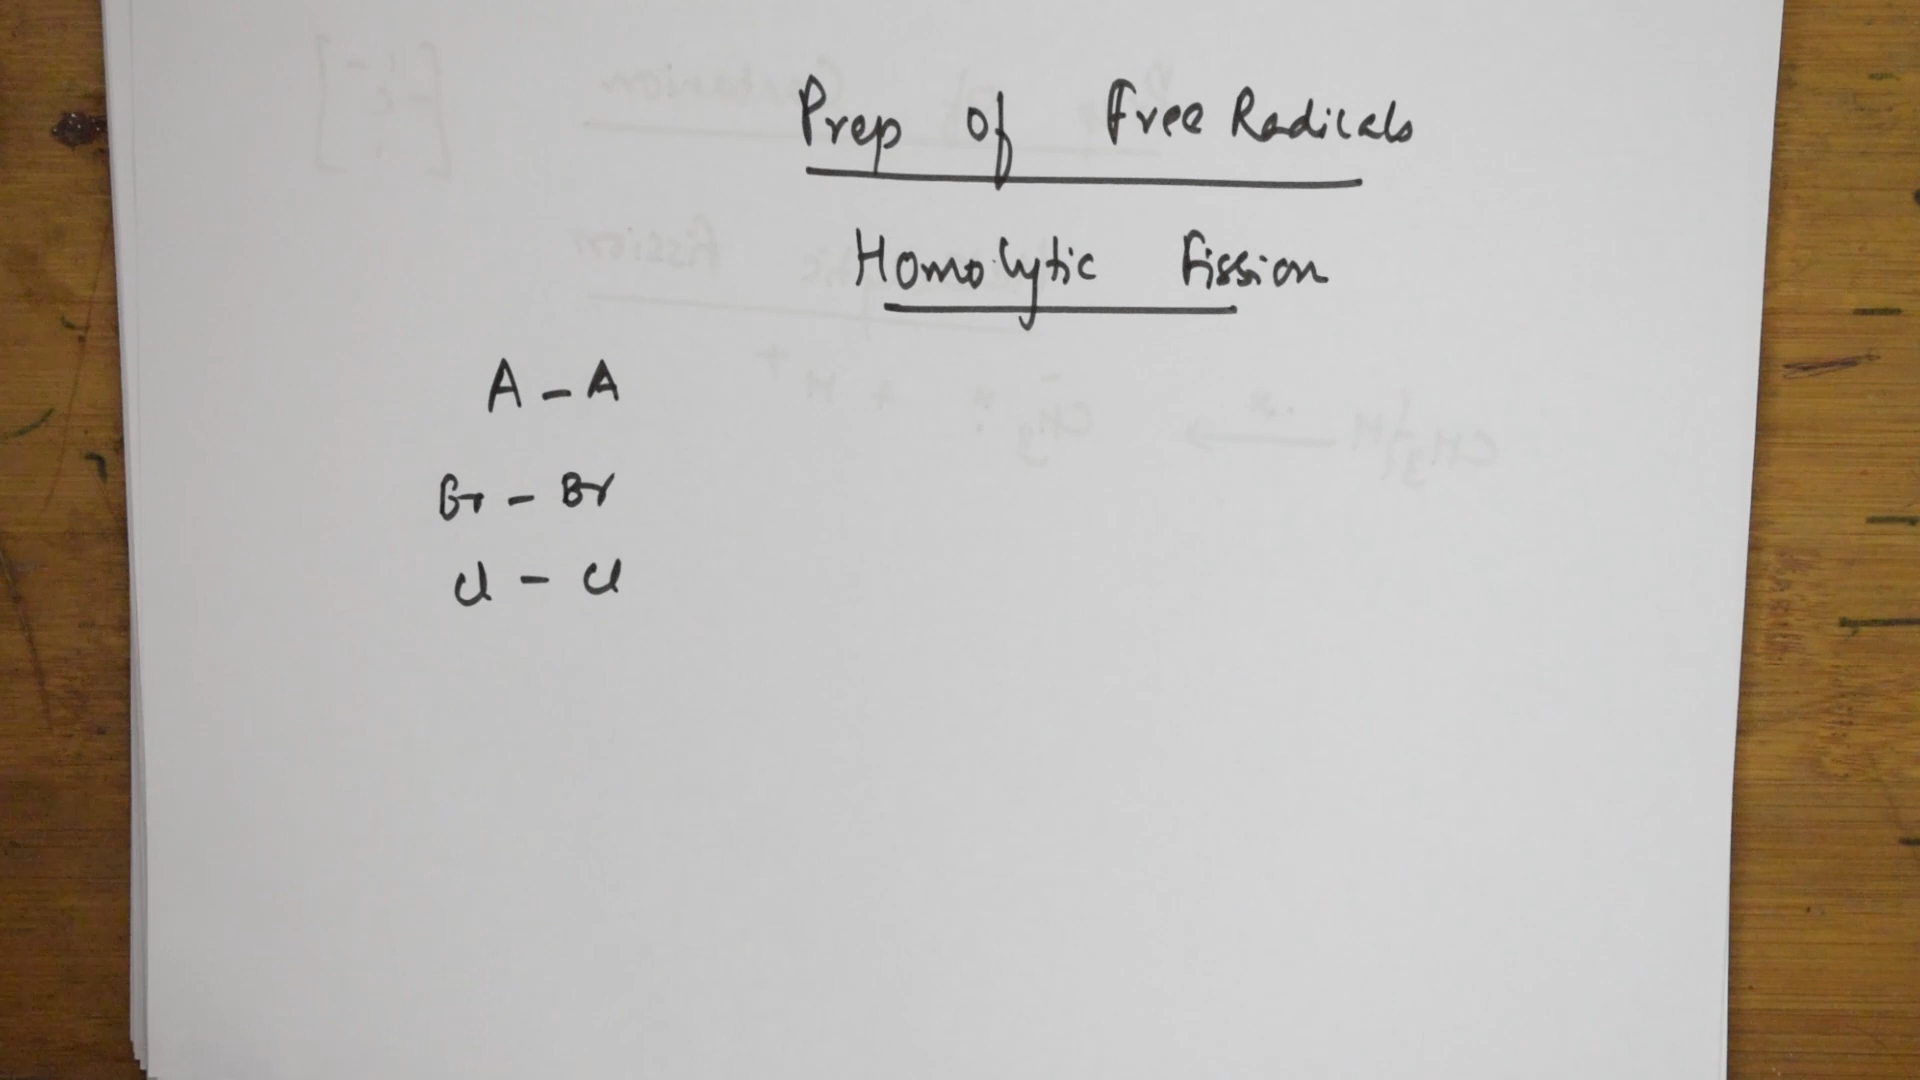 Prep of Free Radicals
Homolytic Fission
A - A
Br - Br
Cl - Cl